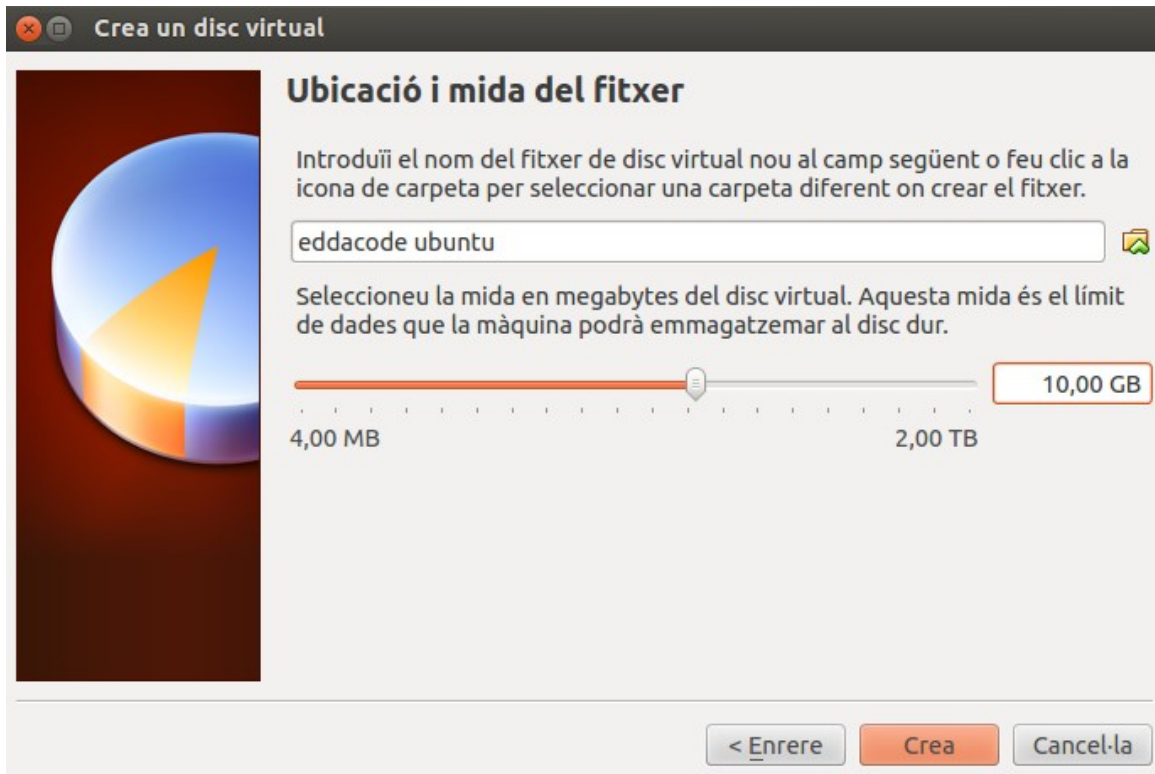 Crea un disc virtual
Ubicació i mida del fitxer
Introduïi el nom del fitxer de disc virtual nou al camp següent o feu clic a la
icona de carpeta per seleccionar una carpeta diferent on crear el fitxer.
eddacode ubuntu
Seleccioneu la mida en megabytes del disc virtual. Aquesta mida és el límit
de dades que la màquina podrà emmagatzemar al disc dur.
10,00 GB
4,00 MB 2,00 TB
< Enrere Crea Cancel·la